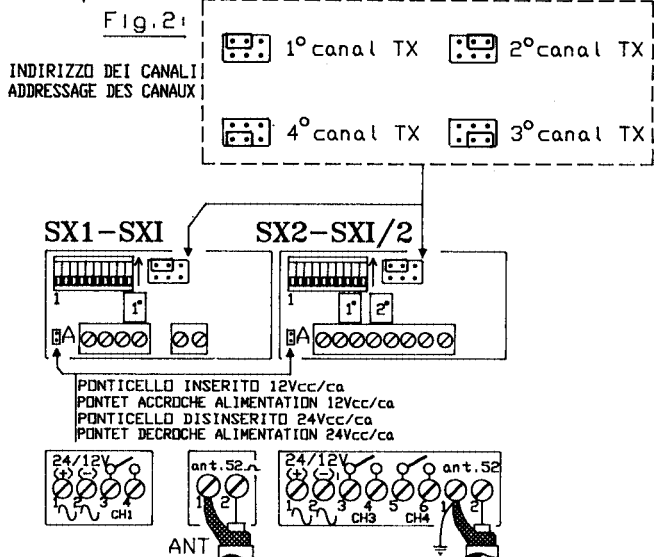 Fig.2:
1° canal TX
2° canal TX
INDIRIZZO DEI CANALI
ADDRESSAGE DES CANAUX
4° canal TX
3° canal TX
SX1-SXI
SX2-SXI/2
1
1°
1
1°
2°
A
A
PONTICELLO INSERITO 12Vcc/ca
PONTET ACCROCHE ALIMENTATION 12Vcc/ca
PONTICELLO DISINSERITO 24Vcc/ca
PONTET DECROCHE ALIMENTATION 24Vcc/ca
24/12V
(+) (-)
1 2 3 4
CH1
ant.52
1 2
24/12V
(+) (-)
1 2 3 4 5 6
CH3 CH4
ant.52
1 2
ANT